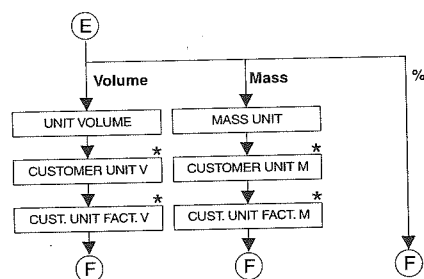 E
Volume
Mass
%
UNIT VOLUME
MASS UNIT
*
*
CUSTOMER UNIT V
CUSTOMER UNIT M
*
*
CUST. UNIT FACT. V
CUST. UNIT FACT. M
F
F
F